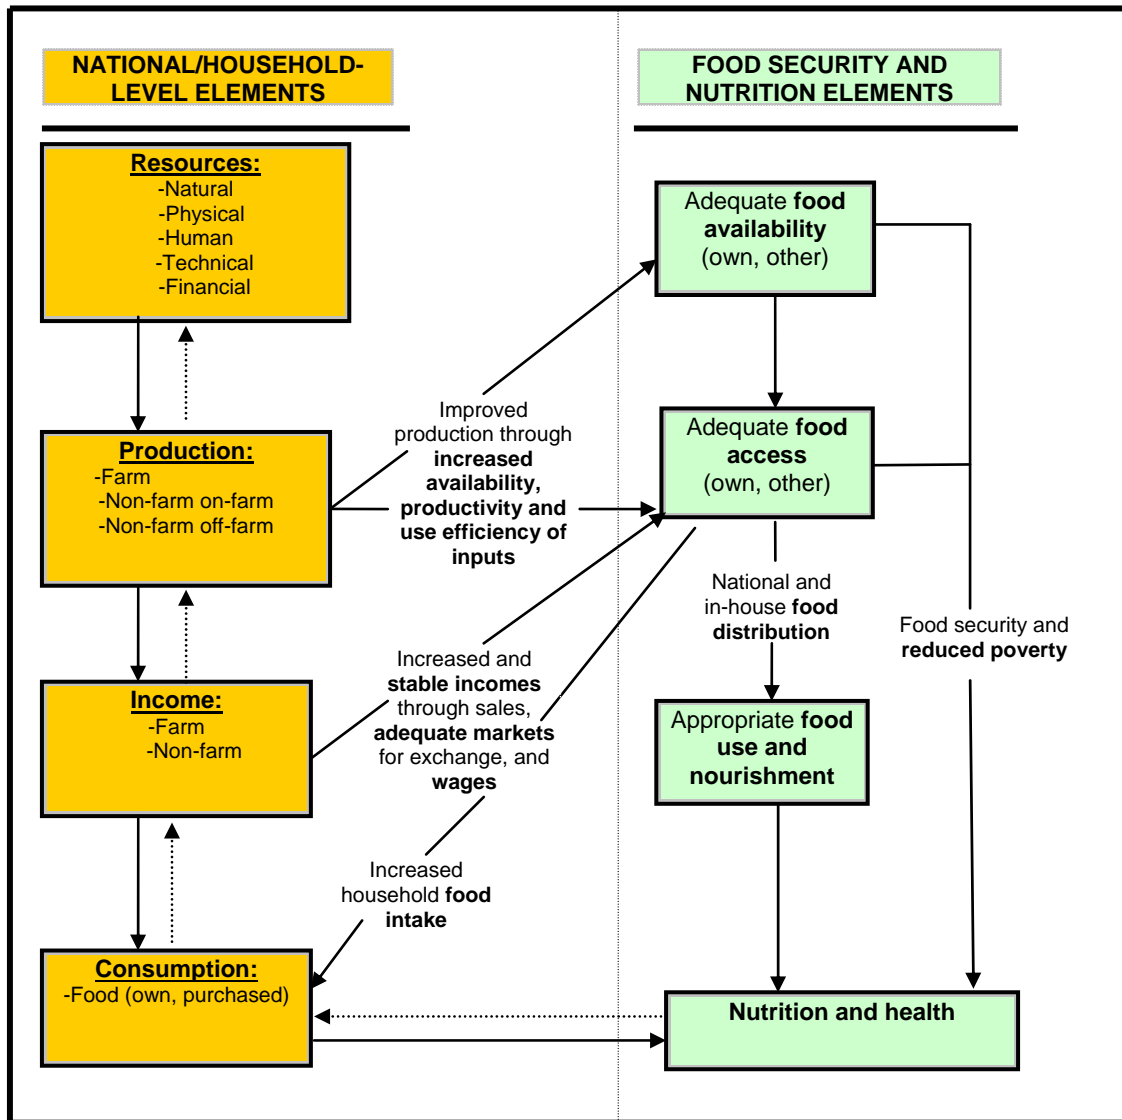 NATIONAL/HOUSEHOLD-
LEVEL ELEMENTS
Resources:
-Natural
-Physical
-Human
-Technical
-Financial
Production:
-Farm
-Non-farm on-farm
-Non-farm off-farm
Income:
-Farm
-Non-farm
Consumption:
-Food (own, purchased)
Improved
production through
increased
availability,
productivity and
use efficiency of
inputs
Increased and
stable incomes
through sales,
adequate markets
for exchange, and
wages
Increased
household food
intake
FOOD SECURITY AND
NUTRITION ELEMENTS
Adequate food
availability
(own, other)
Adequate food
access
(own, other)
National and
in-house food
distribution
Food security and
reduced poverty
Appropriate food
use and
nourishment
Nutrition and health